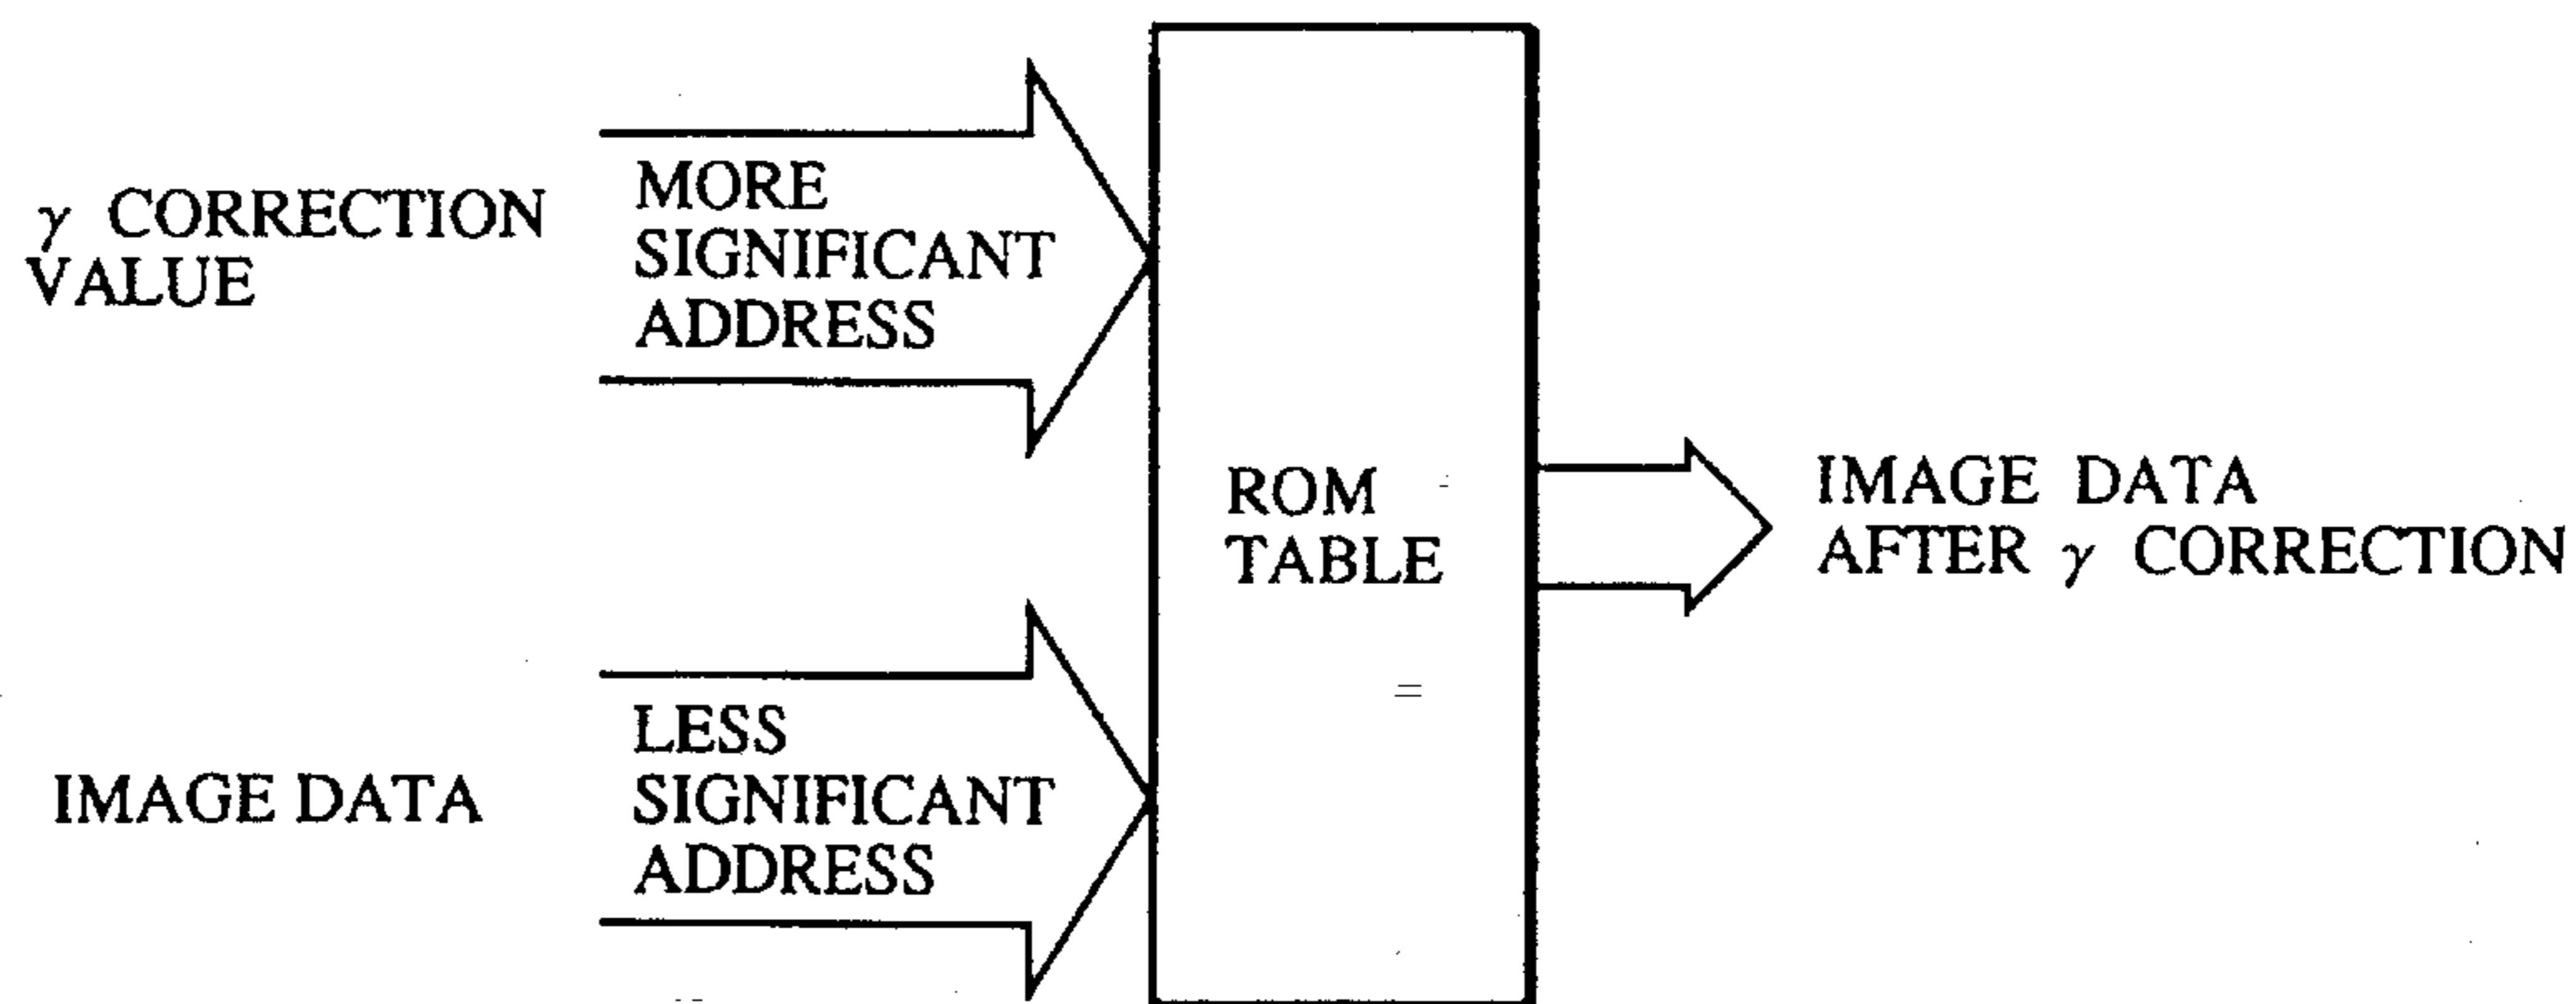 γ CORRECTION
VALUE
MORE
SIGNIFICANT
ADDRESS
ROM
TABLE
IMAGE DATA
AFTER γ CORRECTION
IMAGE DATA
LESS
SIGNIFICANT
ADDRESS